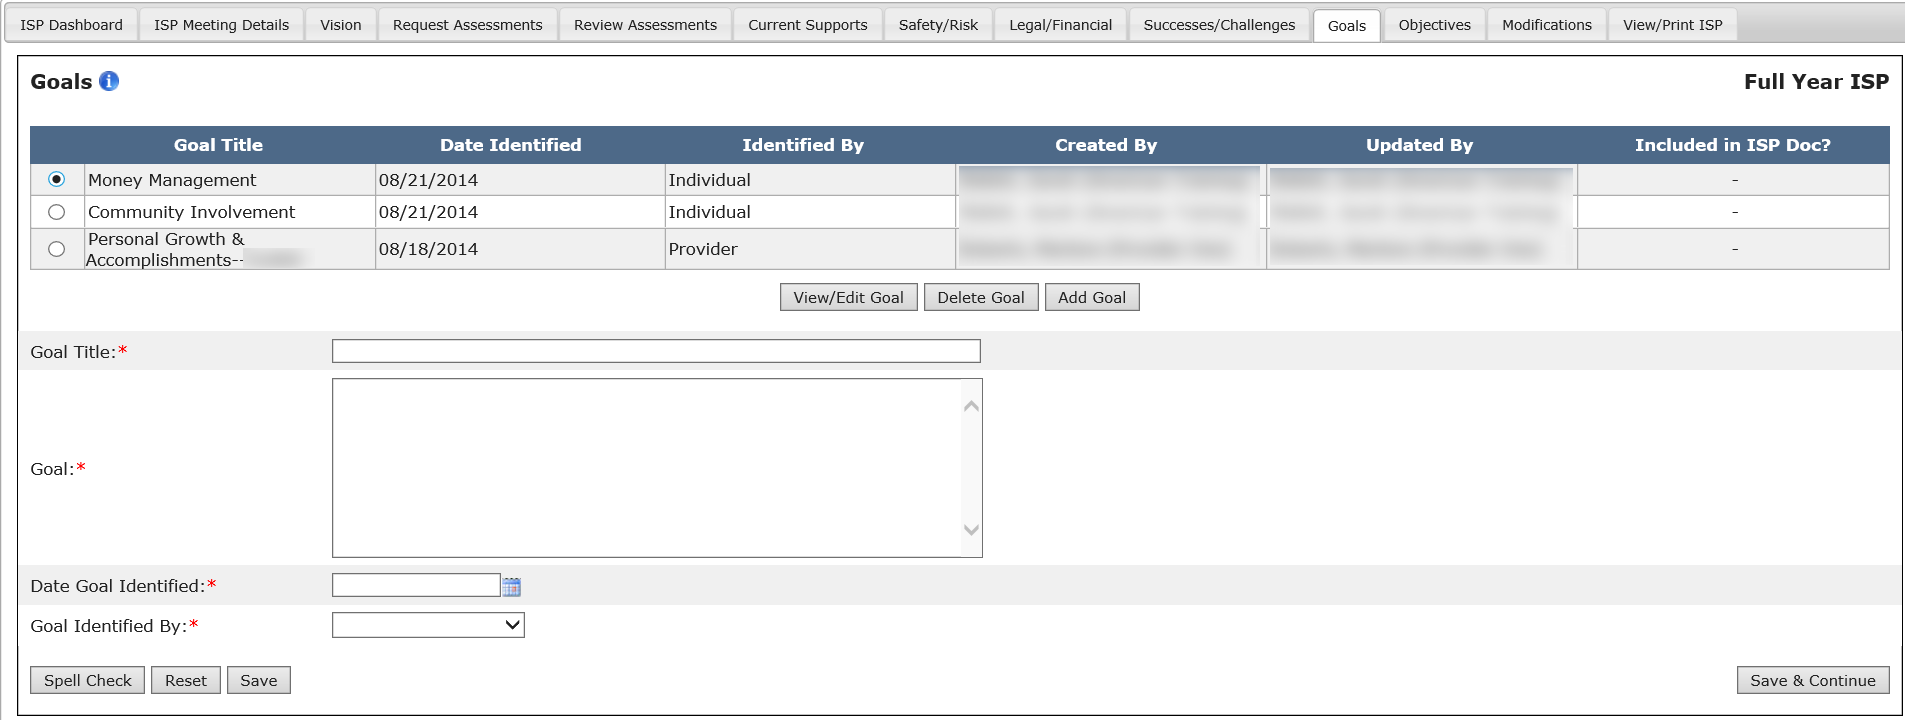 ISP Dashboard ISP Meeting Details Vision Request Assessments Review Assessments Current Supports Safety/Risk Legal/Financial Successes/Challenges Goals Objectives Modifications View/Print ISP
Goals i Full Year ISP
Goal Title Date Identified Identified By Created By Updated By Included in ISP Doc?
Money Management 08/21/2014 Individual -
Community Involvement 08/21/2014 Individual -
Personal Growth &
Accomplishments-- 08/18/2014 Provider -
View/Edit Goal Delete Goal Add Goal
Goal Title:*
Goal:*
Date Goal Identified:*
Goal Identified By:*
Spell Check Reset Save Save & Continue